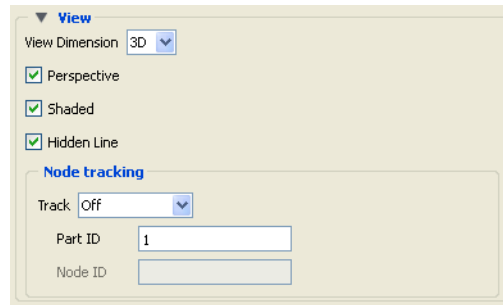 View
View Dimension 3D
Perspective
Shaded
Hidden Line
Node tracking
Track Off
Part ID 1
Node ID